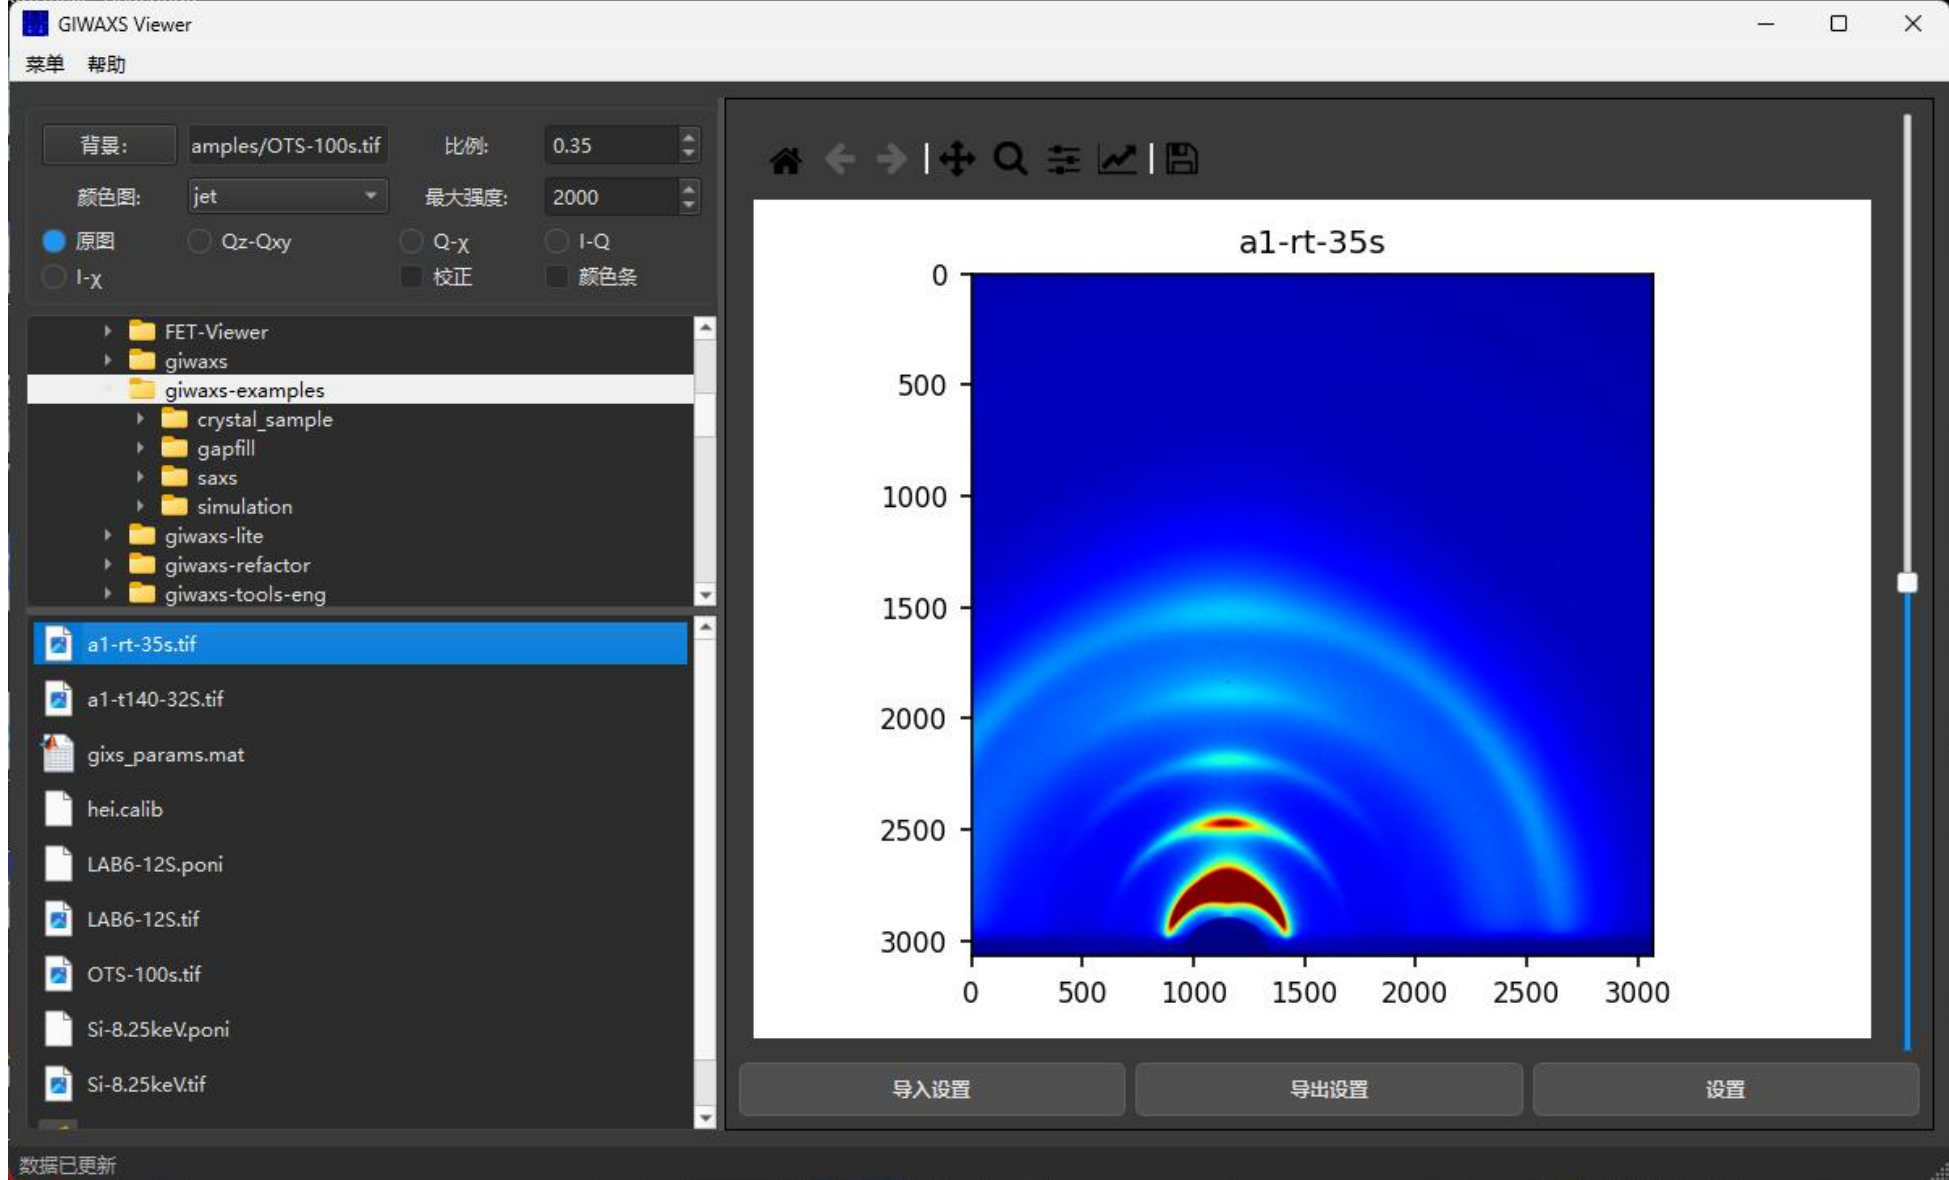 GIWAXS Viewer
菜单 帮助
背景: amples/OTS-100s.tif 比例: 0.35
颜色图: jet 最大强度: 2000
原图 Qz-Qxy Q-χ I-Q
I-χ 校正 颜色条
FET-Viewer
giwaxs
giwaxs-examples
crystal_sample
gapfill
saxs
simulation
giwaxs-lite
giwaxs-refactor
giwaxs-tools-eng
a1-rt-35s.tif
a1-t140-32S.tif
gixs_params.mat
hei.calib
LAB6-12S.poni
LAB6-12S.tif
OTS-100s.tif
Si-8.25keV.poni
Si-8.25keV.tif
a1-rt-35s
0
500
1000
1500
2000
2500
3000
0 500 1000 1500 2000 2500 3000
导入设置 导出设置 设置
数据已更新